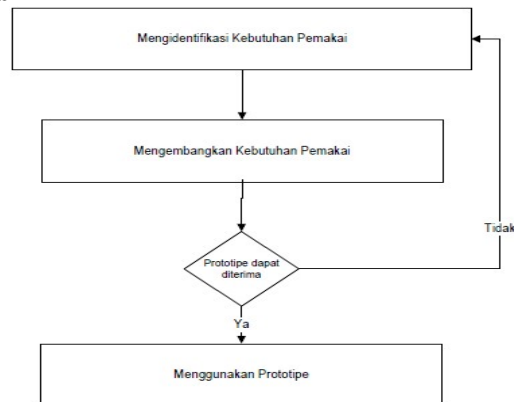 Mengidentifikasi Kebutuhan Pemakai
Mengembangkan Kebutuhan Pemakai
Prototipe dapat
diterima
Tidak
Ya
Menggunakan Prototipe